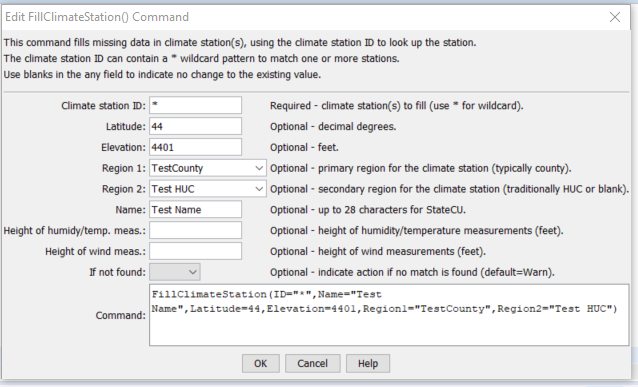 Edit FillClimateStation() Command
This command fills missing data in climate station(s), using the climate station ID to look up the station.
The climate station ID can contain a * wildcard pattern to match one or more stations.
Use blanks in the any field to indicate no change to the existing value.
Climate station ID: * Required - climate station(s) to fill (use * for wildcard).
Latitude: 44 Optional - decimal degrees.
Elevation: 4401 Optional - feet.
Region 1: TestCounty Optional - primary region for the climate station (typically county).
Region 2: Test HUC Optional - secondary region for the climate station (traditionally HUC or blank).
Name: Test Name Optional - up to 28 characters for StateCU.
Height of humidy/temp. meas.: Optional - height of humidity/temperature measurements (feet).
Height of wind meas.: Optional - height of wind measurements (feet).
If not found: Optional - indicate action if no match is found (default=Warn).
Command: FillClimateStation(ID="*",Name="Test
Name",Latitude=44,Elevation=4401,Region1="TestCounty",Region2="Test HUC")
OK Cancel Help